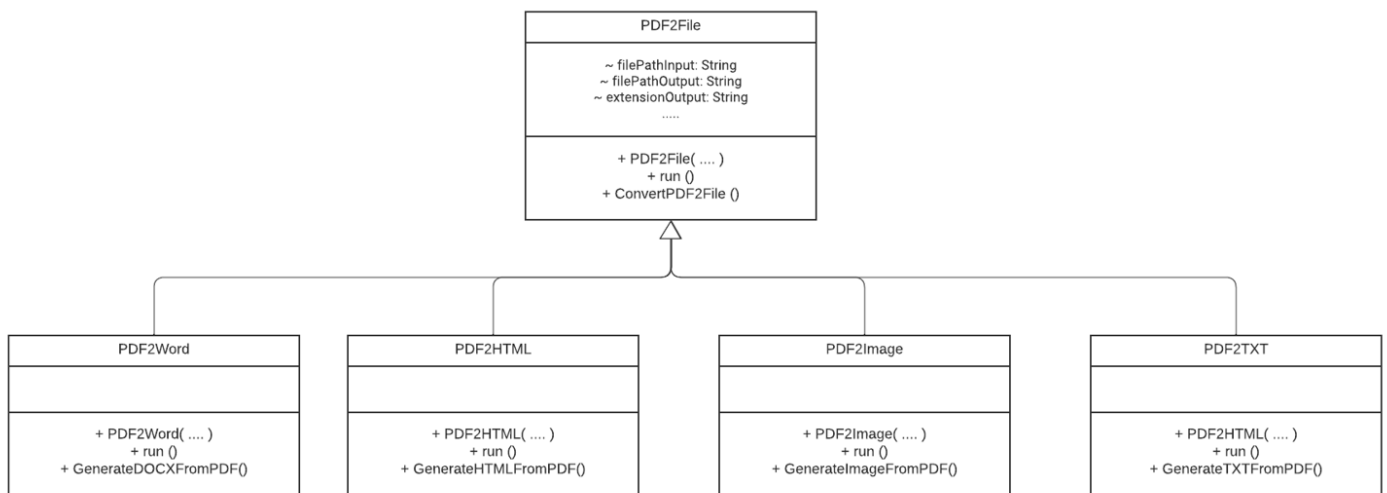 PDF2File
~ filePathInput: String
~ filePathOutput: String
~ extensionOutput: String
.....
+ PDF2File( .... )
+ run ()
+ ConvertPDF2File ()
PDF2Word
+ PDF2Word( .... )
+ run ()
+ GenerateDOCXFromPDF()
PDF2HTML
+ PDF2HTML( .... )
+ run ()
+ GenerateHTMLFromPDF()
PDF2Image
+ PDF2Image( .... )
+ run ()
+ GenerateImageFromPDF()
PDF2TXT
+ PDF2HTML( .... )
+ run ()
+ GenerateTXTFromPDF()